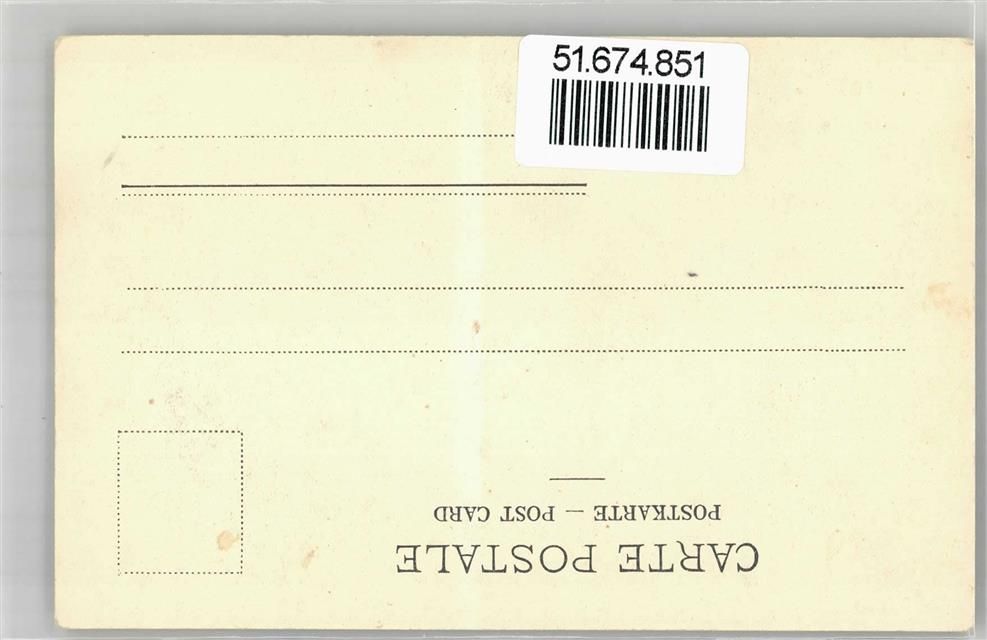 51.674.851
CARTE POSTALE
POSTKARTE — POST CARD